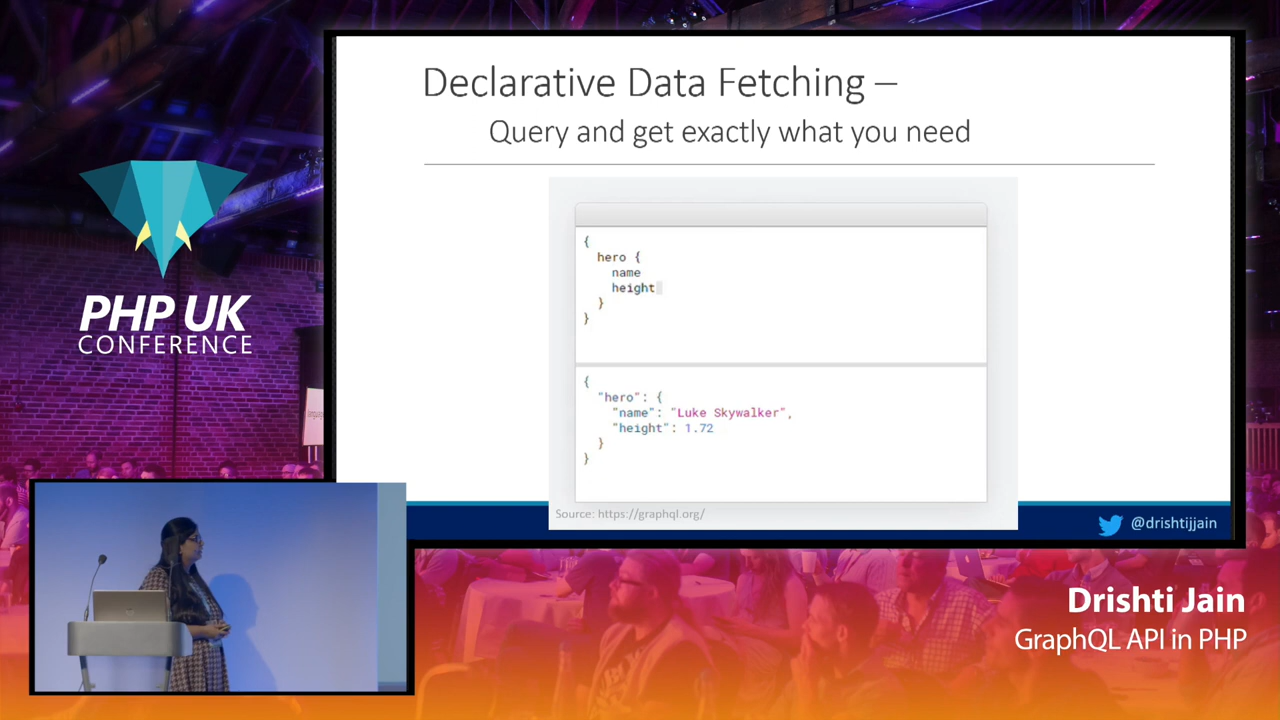 Declarative Data Fetching –
Query and get exactly what you need
{
hero {
name
height
}
}
{
"hero": {
"name": "Luke Skywalker",
"height": 1.72
}
}
Source: https://graphql.org/
@drishtijjain
PHP UK
CONFERENCE
Drishti Jain
GraphQL API in PHP